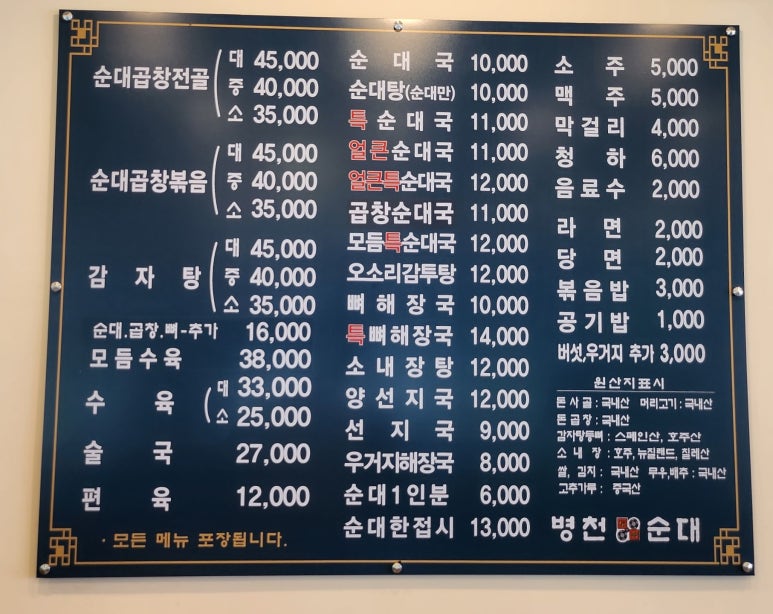 순대곱창전골 대 45,000
중 40,000
소 35,000
순대곱창볶음 대 45,000
중 40,000
소 35,000
감자탕 대 45,000
중 40,000
소 35,000
순대.곱창.뼈-추가 16,000
모듬수육 38,000
수육 대 33,000
소 25,000
술국 27,000
편육 12,000
· 모든 메뉴 포장됩니다.
순대국 10,000
순대탕(순대만) 10,000
특순대국 11,000
얼큰순대국 11,000
얼큰특순대국 12,000
곱창순대국 11,000
모듬특순대국 12,000
오소리감투탕 12,000
뼈해장국 10,000
특뼈해장국 14,000
소내장탕 12,000
양선지국 12,000
선지국 9,000
우거지해장국 8,000
순대1인분 6,000
순대한접시 13,000
소주 5,000
맥주 5,000
막걸리 4,000
청하 6,000
음료수 2,000
라면 2,000
당면 2,000
볶음밥 3,000
공기밥 1,000
버섯,우거지 추가 3,000
원산지표시
돈사골 : 국내산 머리고기 : 국내산
돈곱창 : 국내산
감자탕등뼈 : 스페인산, 호주산
소내장 : 호주, 뉴질랜드, 칠레산
쌀, 김치 : 국내산 무우,배추 : 국내산
고추가루 : 중국산
병천 순대